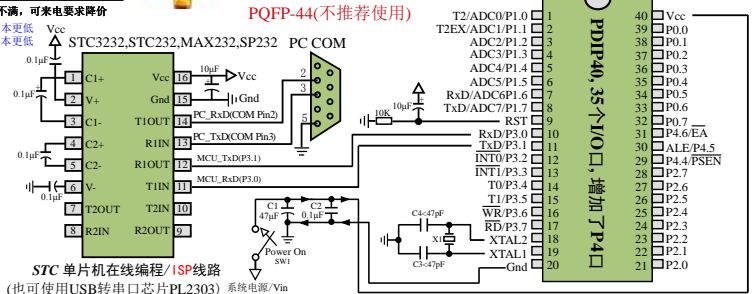 不满，可来电要求降价
本更低
本更低
PQFP-44(不推荐使用)
STC3232,STC232,MAX232,SP232
PC COM
Vcc
0.1μF
0.1μF
0.1μF
0.1μF
10μF
Vcc
Gnd
1 C1+
2 V+
3 C1-
4 C2+
5 C2-
6 V-
7 T2OUT
8 R2IN
Vcc 16
Gnd 15
T1OUT 14
R1IN 13
R1OUT 12
T1IN 11
T2IN 10
R2OUT 9
PC_RxD(COM Pin2)
PC_TxD(COM Pin3)
MCU_TxD(P3.1)
MCU_RxD(P3.0)
2
3
5
10μF
10K
C1
47μF
C2
0.1μF
Power On
SW1
系统电源/Vin
C4<47pF
X1
C3<47pF
T2/ADC0/P1.0 1
T2EX/ADC1/P1.1 2
ADC2/P1.2 3
ADC3/P1.3 4
ADC4/P1.4 5
ADC5/P1.5 6
RxD/ADC6P1.6 7
TxD/ADC7/P1.7 8
RST 9
RxD/P3.0 10
TxD/P3.1 11
INT0/P3.2 12
INT1/P3.3 13
T0/P3.4 14
T1/P3.5 15
WR/P3.6 16
RD/P3.7 17
XTAL2 18
XTAL1 19
Gnd 20
PDIP40, 35个I/O口, 增加了P4口
40 Vcc
39 P0.0
38 P0.1
37 P0.2
36 P0.3
35 P0.4
34 P0.5
33 P0.6
32 P0.7
31 P4.6/EA
30 ALE/P4.5
29 P4.4/PSEN
28 P2.7
27 P2.6
26 P2.5
25 P2.4
24 P2.3
23 P2.2
22 P2.1
21 P2.0
STC 单片机在线编程/ISP线路
(也可使用USB转串口芯片PL2303)